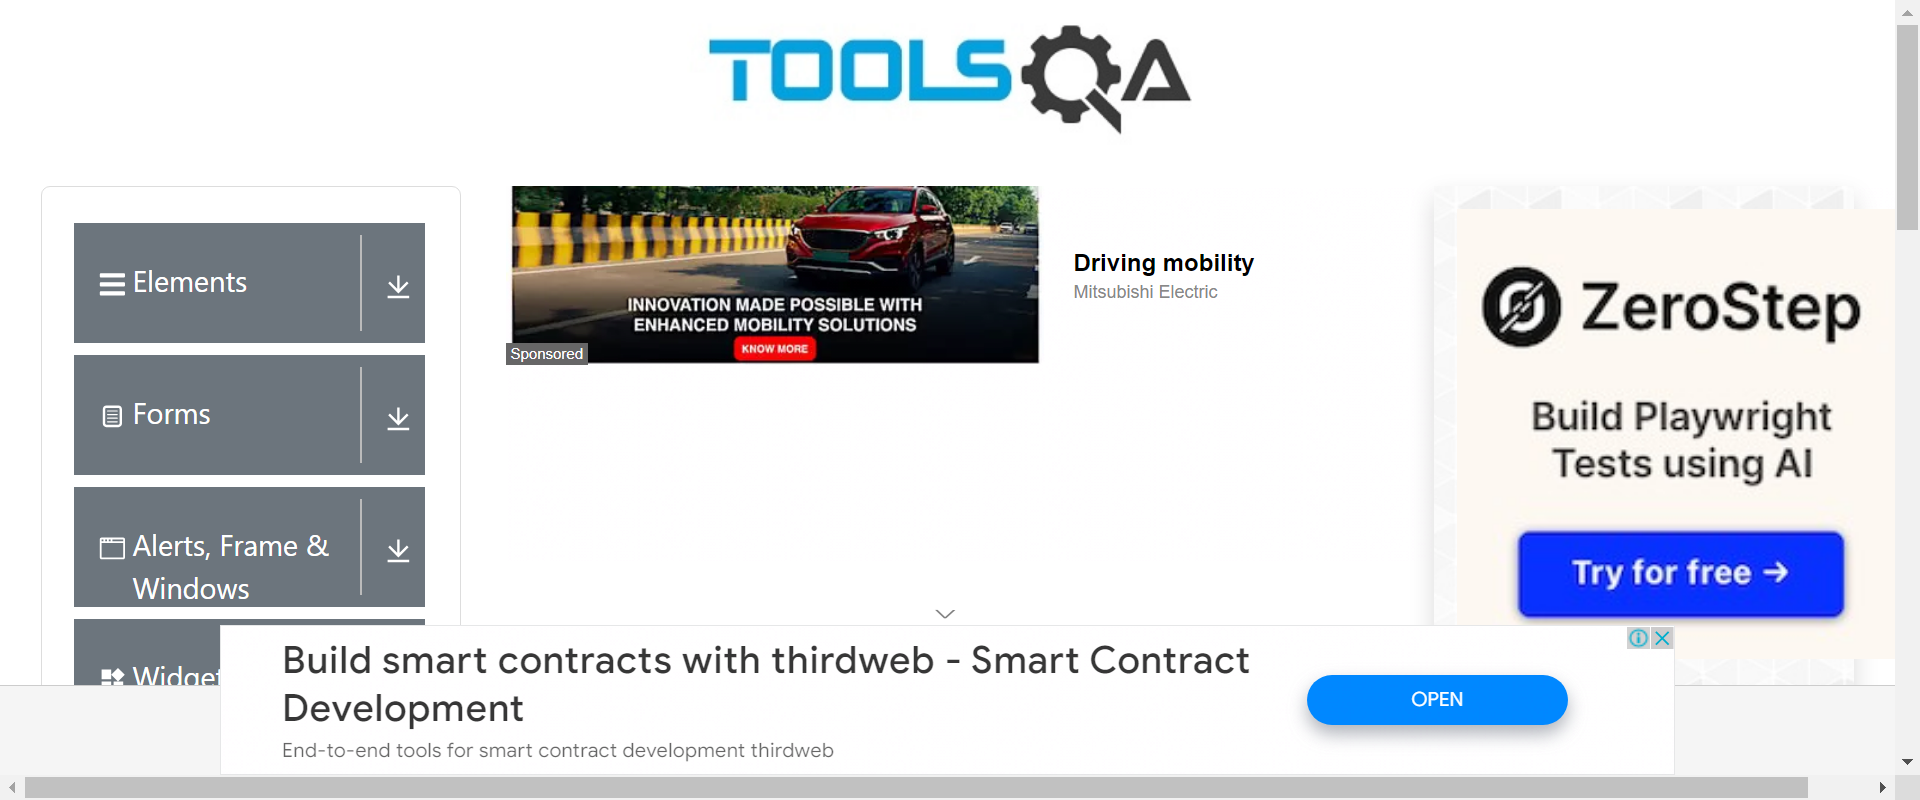 TOOLSQA
Elements
Forms
Alerts, Frame &
Windows
INNOVATION MADE POSSIBLE WITH
ENHANCED MOBILITY SOLUTIONS
KNOW MORE
Sponsored
Driving mobility
Mitsubishi Electric
ZeroStep
Build Playwright
Tests using AI
Try for free →
Build smart contracts with thirdweb - Smart Contract
Development
End-to-end tools for smart contract development thirdweb
OPEN